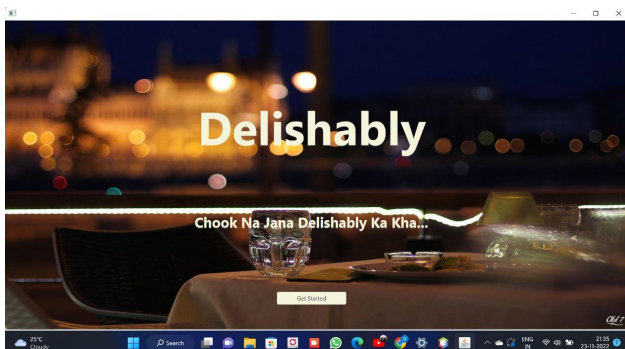 Delishably
Chook Na Jana Delishably Ka Kha...
Get Started
25°C
Cloudy
Search
ENG
IN
21:35
23-11-2022